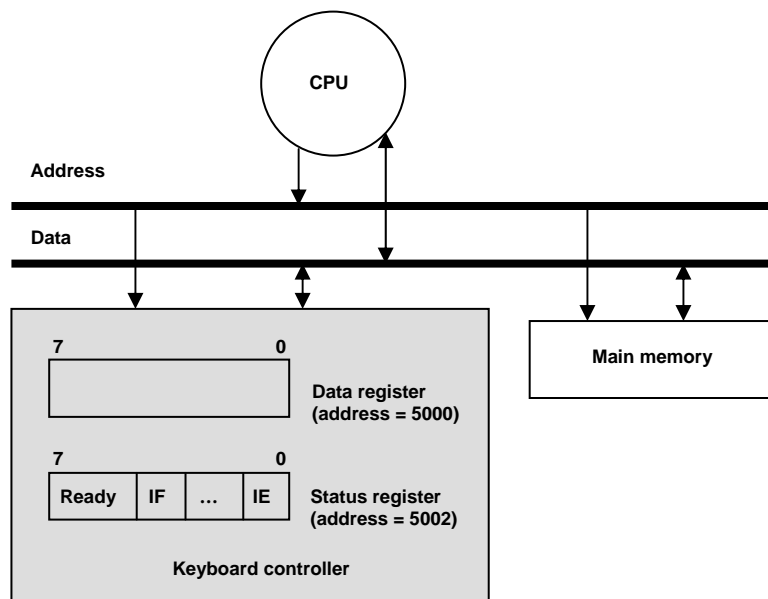 CPU
Address
Data
7 0
Data register
(address = 5000)
Main memory
7 0
Ready IF … IE
Status register
(address = 5002)
Keyboard controller